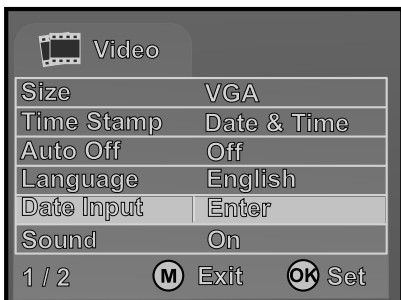 Video
Size VGA
Time Stamp Date & Time
Auto Off Off
Language English
Date Input Enter
Sound On
1 / 2 M Exit OK Set